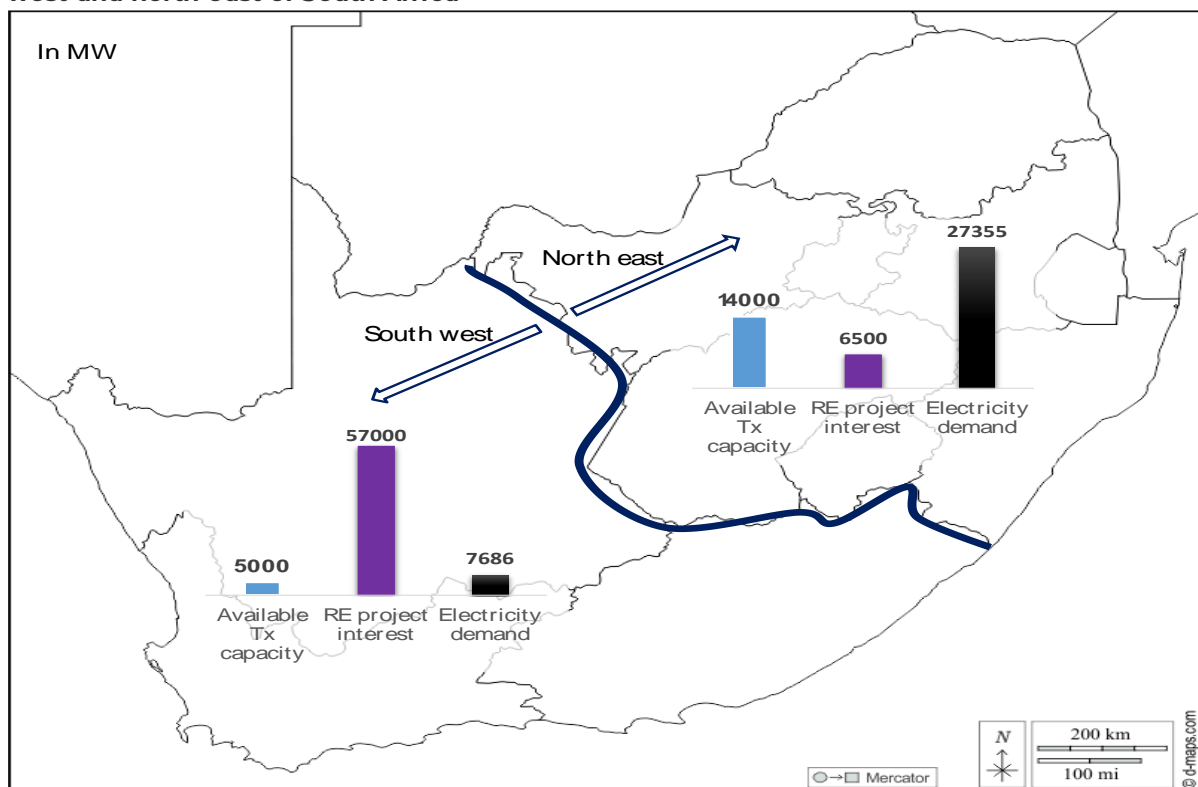 In MW
North east
27355
14000
6500
Available
Tx
capacity
RE project
interest
Electricity
demand
South west
57000
5000
7686
Available
Tx
capacity
RE project
interest
Electricity
demand
N
200 km
100 mi
Mercator
© d-maps.com